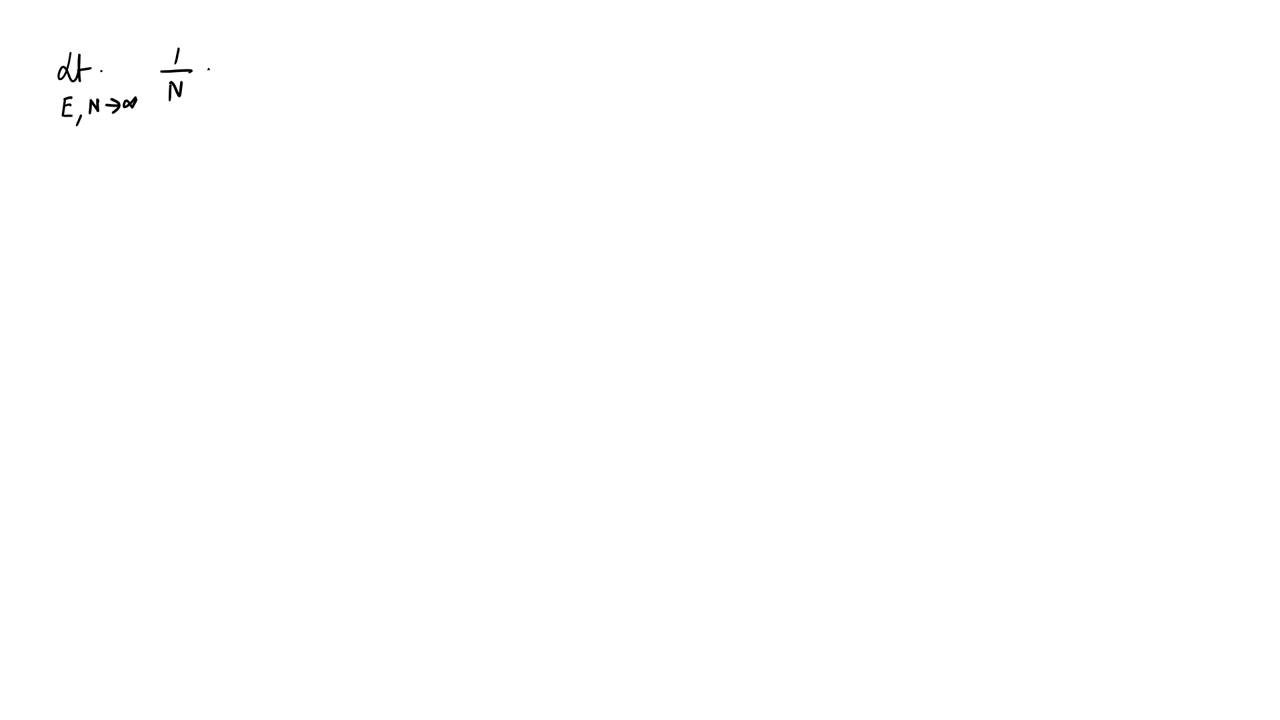 lt. 1/N .
E, N→∞